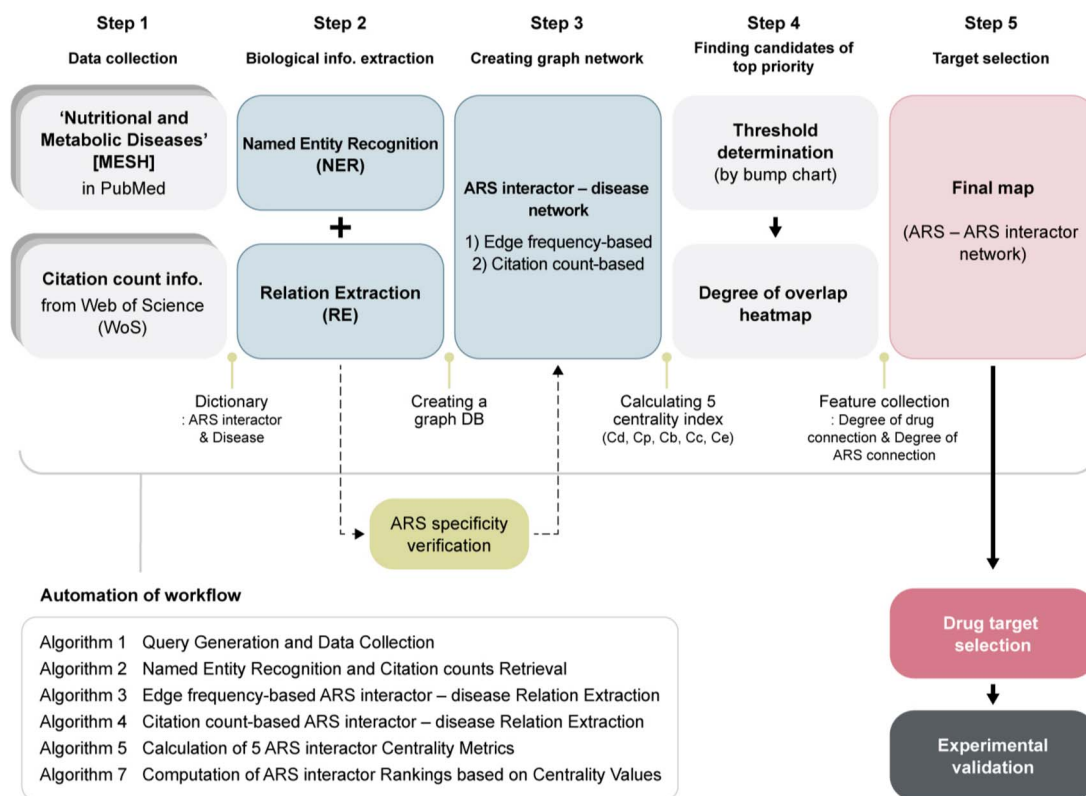 Step 1
Data collection
'Nutritional and
Metabolic Diseases'
[MESH]
in PubMed
Citation count info.
from Web of Science
(WoS)
Dictionary
: ARS interactor
& Disease
Step 2
Biological info. extraction
Named Entity Recognition
(NER)
+
Relation Extraction
(RE)
Creating a
graph DB
Step 3
Creating graph network
ARS interactor – disease
network
1) Edge frequency-based
2) Citation count-based
Calculating 5
centrality index
(Cd, Cp, Cb, Cc, Ce)
Step 4
Finding candidates of
top priority
Threshold
determination
(by bump chart)
Degree of overlap
heatmap
Feature collection
: Degree of drug
connection & Degree of
ARS connection
Step 5
Target selection
Final map
(ARS – ARS interactor
network)
ARS specificity
verification
Automation of workflow
Algorithm 1 Query Generation and Data Collection
Algorithm 2 Named Entity Recognition and Citation counts Retrieval
Algorithm 3 Edge frequency-based ARS interactor – disease Relation Extraction
Algorithm 4 Citation count-based ARS interactor – disease Relation Extraction
Algorithm 5 Calculation of 5 ARS interactor Centrality Metrics
Algorithm 7 Computation of ARS interactor Rankings based on Centrality Values
Drug target
selection
Experimental
validation